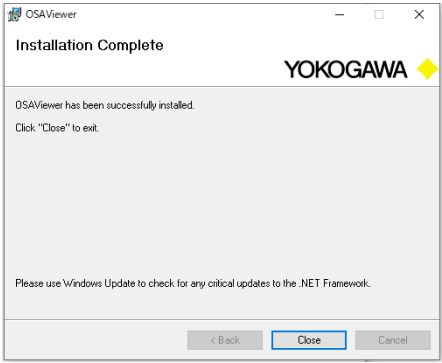 OSAViewer
Installation Complete
YOKOGAWA
OSAViewer has been successfully installed.
Click "Close" to exit.
Please use Windows Update to check for any critical updates to the .NET Framework.
< Back
Close
Cancel